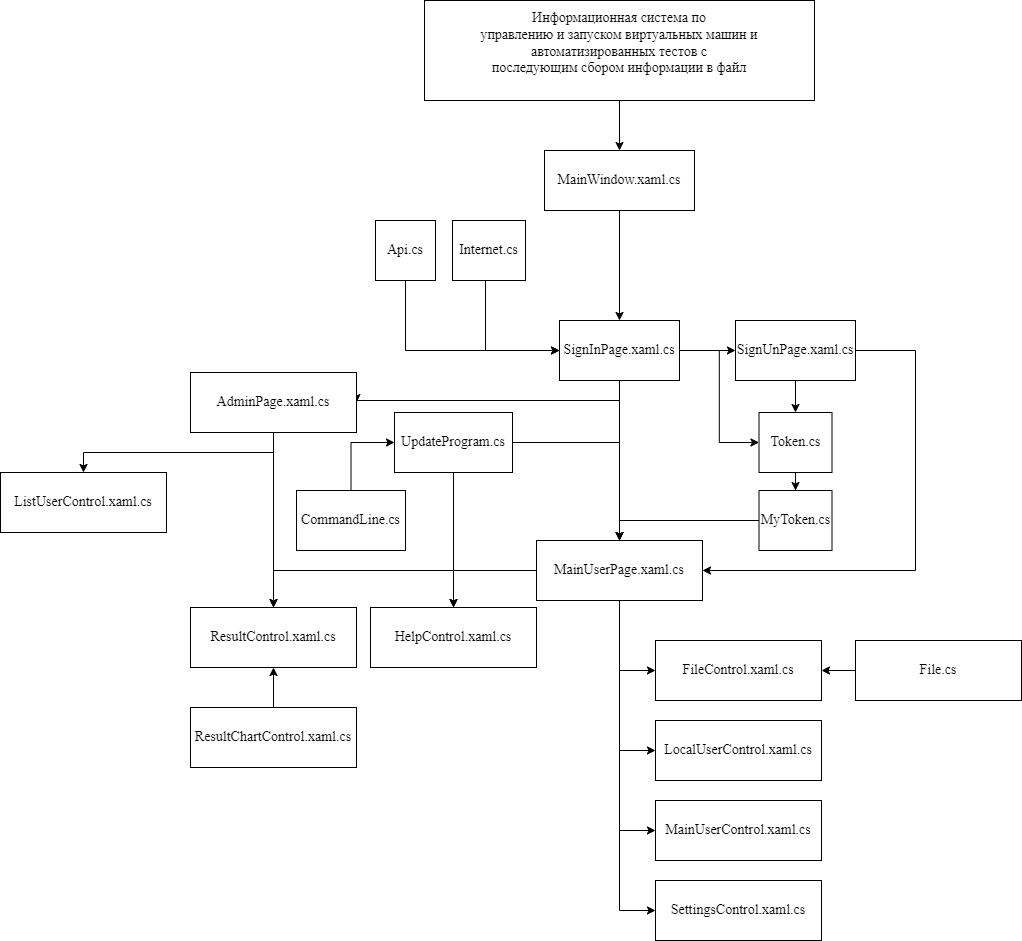 Информационная система по
управлению и запуском виртуальных машин и
автоматизированных тестов с
последующим сбором информации в файл
MainWindow.xaml.cs
Api.cs
Internet.cs
SignInPage.xaml.cs
SignUnPage.xaml.cs
AdminPage.xaml.cs
UpdateProgram.cs
Token.cs
ListUserControl.xaml.cs
CommandLine.cs
MyToken.cs
MainUserPage.xaml.cs
ResultControl.xaml.cs
HelpControl.xaml.cs
FileControl.xaml.cs
File.cs
ResultChartControl.xaml.cs
LocalUserControl.xaml.cs
MainUserControl.xaml.cs
SettingsControl.xaml.cs